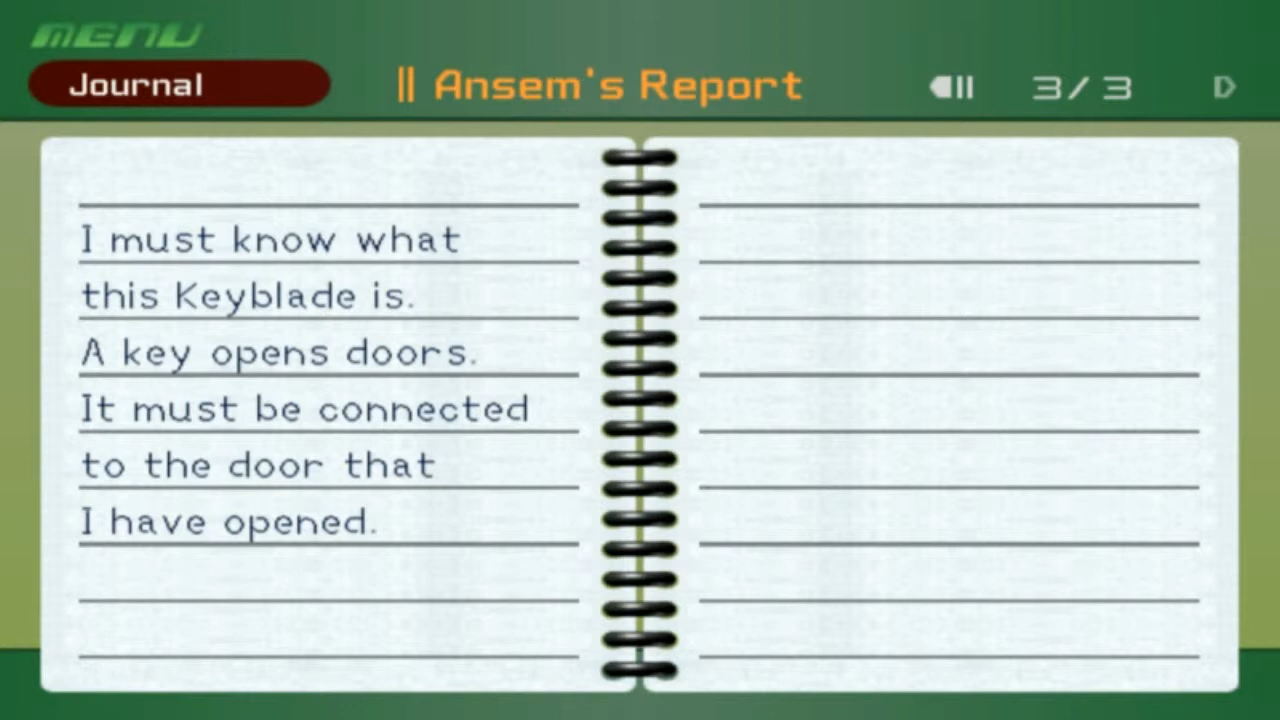 MENU
Journal
Ansem's Report
3/3
I must know what
this Keyblade is.
A key opens doors.
It must be connected
to the door that
I have opened.